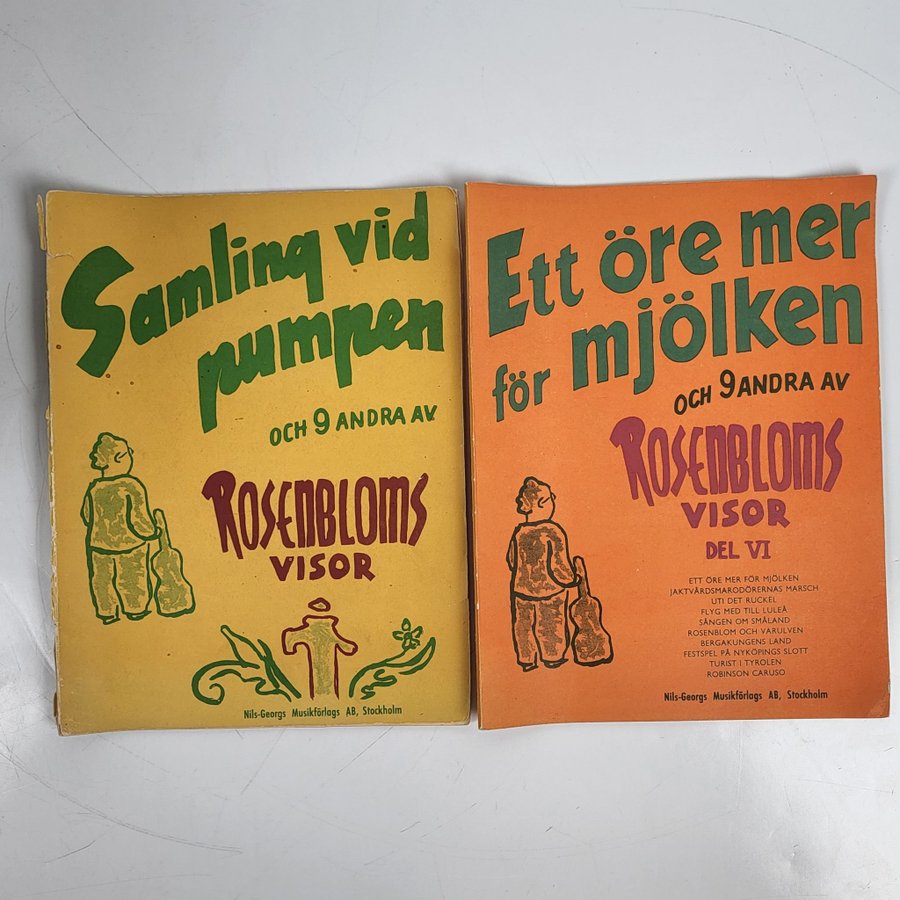 Samling vid
pumpen
OCH 9 ANDRA AV
ROSENBLOMS
VISOR
Nils-Georgs Musikförlags AB, Stockholm
Ett öre mer
för mjölken
OCH 9 ANDRA AV
ROSENBLOMS
VISOR
DEL VI
ETT ÖRE MER FÖR MJÖLKEN
JAKTVÅRDSMARODÖRERNAS MARSCH
UTI DET RUCKEL
FLYG MED TILL LULEÅ
SÅNGEN OM SMÅLAND
ROSENBLOM OCH VARULVEN
BERGAKUNGENS LAND
FESTSPEL PÅ NYKÖPINGS SLOTT
TURIST I TYROLEN
ROBINSON CARUSO
Nils-Georgs Musikförlags AB, Stockholm